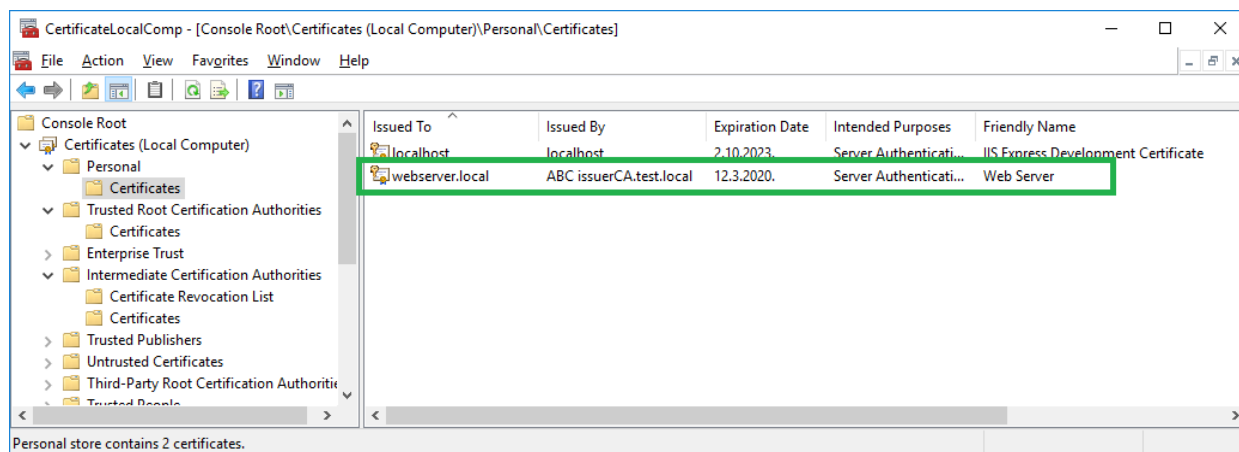 CertificateLocalComp - [Console Root\Certificates (Local Computer)\Personal\Certificates]
File Action View Favorites Window Help
Console Root
Certificates (Local Computer)
Personal
Certificates
Trusted Root Certification Authorities
Certificates
Enterprise Trust
Intermediate Certification Authorities
Certificate Revocation List
Certificates
Trusted Publishers
Untrusted Certificates
Third-Party Root Certification Authoritie
Trusted People
Issued To Issued By Expiration Date Intended Purposes Friendly Name
localhost localhost 2.10.2023. Server Authenticati... IIS Express Development Certificate
webserver.local ABC issuerCA.test.local 12.3.2020. Server Authenticati... Web Server
Personal store contains 2 certificates.